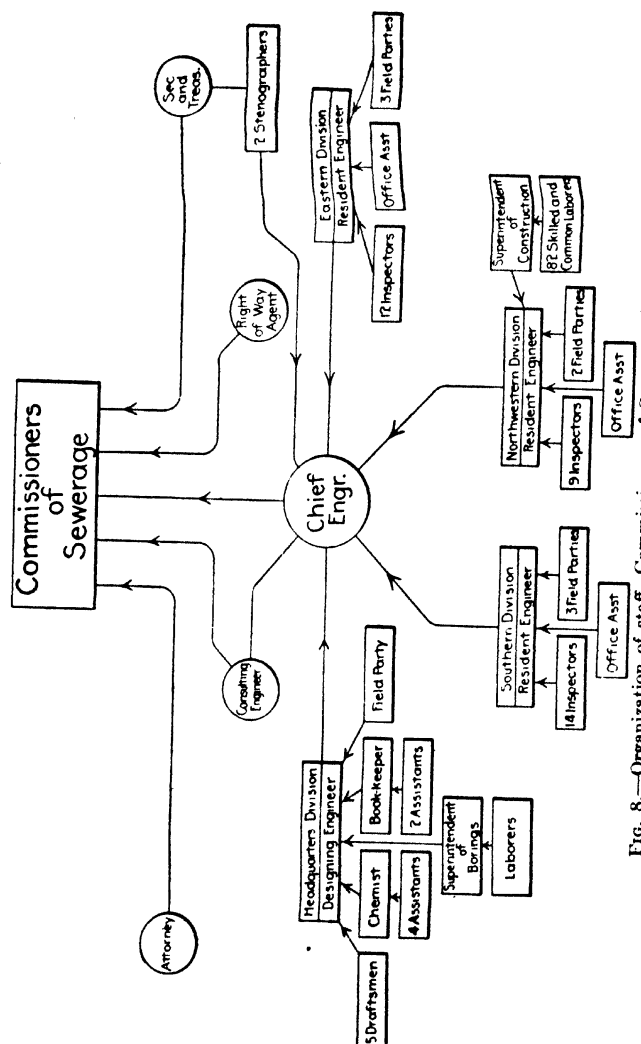 Commissioners
of
Sewerage
Attorney
Consulting
Engineer
Right
of Way
Agent
Sec
and
Treas.
2 Stenographers
Chief
Engr.
Headquarters Division
Designing Engineer
5 Draftsmen
Chemist
4 Assistants
Superintendent
of
Borings
Laborers
Book-keeper
2 Assistants
Field Party
Southern Division
Resident Engineer
14 Inspectors
Office Asst
3 Field Parties
Northwestern Division
Resident Engineer
9 Inspectors
Office Asst
2 Field Parties
Superintendent
of
Construction
82 Skilled and
Common Laborers
Eastern Division
Resident Engineer
12 Inspectors
Office Asst
3 Field Parties
FIG. 8.—Organization of staff,